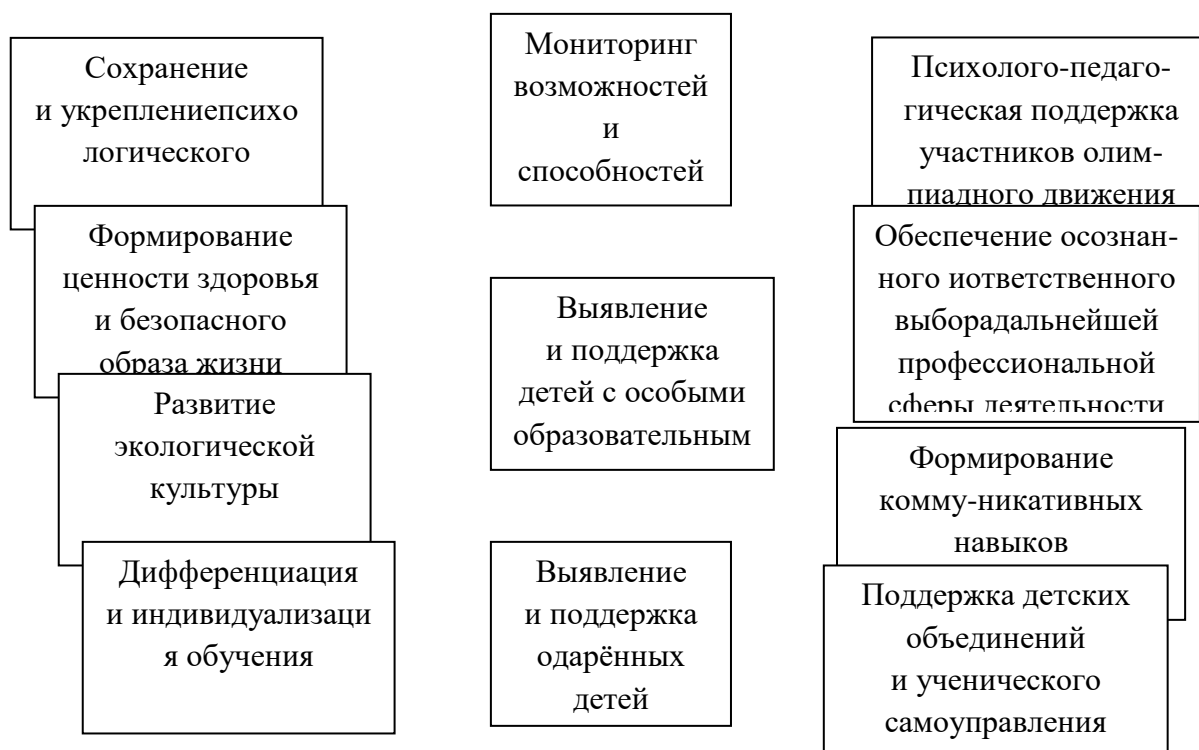 Сохранение
и укреплениепсихо
логического
Формирование
ценности здоровья
и безопасного
образа жизни
Развитие
экологической
культуры
Дифференциация
и индивидуализаци
я обучения
Мониторинг
возможностей
и
способностей
Выявление
и поддержка
детей с особыми
образовательным
Выявление
и поддержка
одарённых
детей
Психолого-педаго-
гическая поддержка
участников олим-
пиадного движения
Обеспечение осознан-
ного иответственного
выборадальнейшей
профессиональной
сферы деятельности
Формирование
комму-никативных
навыков
Поддержка детских
объединений
и ученического
самоуправления